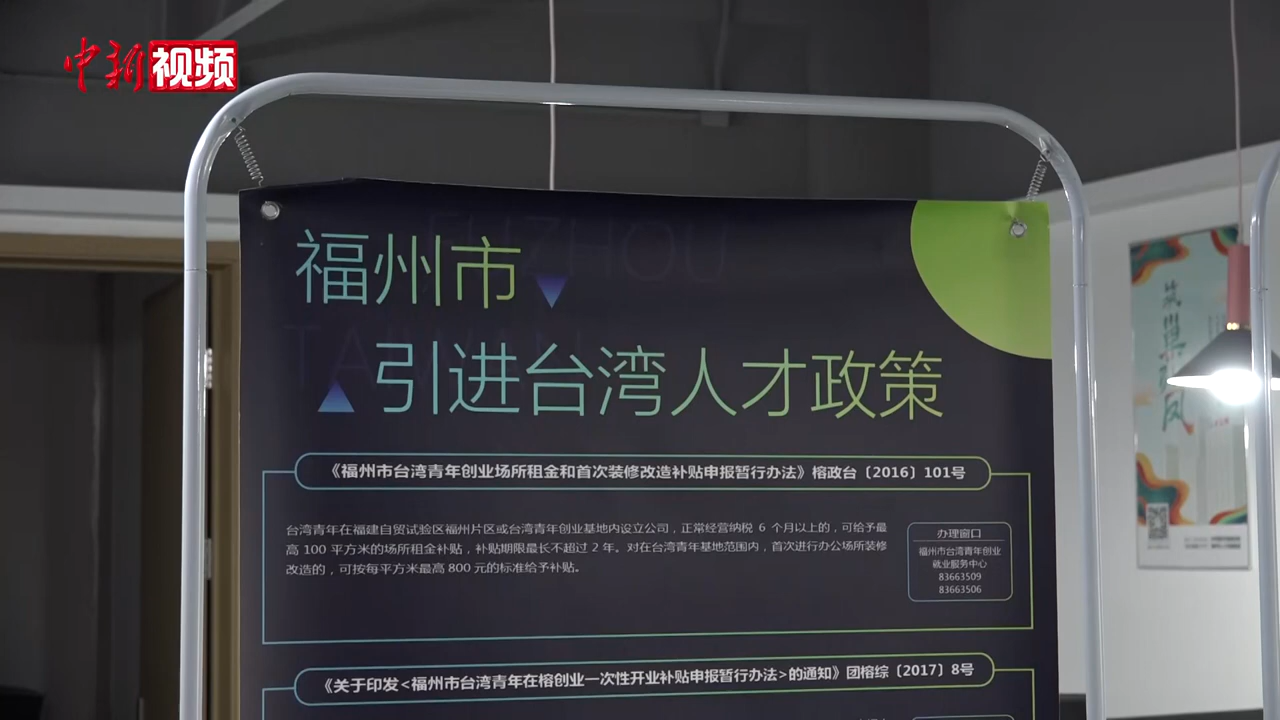 中新视频
FUZHOU
福州市
TAIWAN
引进台湾人才政策
《福州市台湾青年创业场所租金和首次装修改造补贴申报暂行办法》榕政台〔2016〕101号
台湾青年在福建自贸试验区福州片区或台湾青年创业基地内设立公司，正常经营纳税 6 个月以上的，可给予最
高 100 平方米的场所租金补贴，补贴期限最长不超过 2 年。对在台湾青年基地范围内，首次进行办公场所装修
改造的，可按每平方米最高 800 元的标准给予补贴。
办理窗口
福州市台湾青年创业
就业服务中心
83663509
83663506
《关于印发<福州市台湾青年在榕创业一次性开业补贴申报暂行办法>的通知》团榕综〔2017〕8号